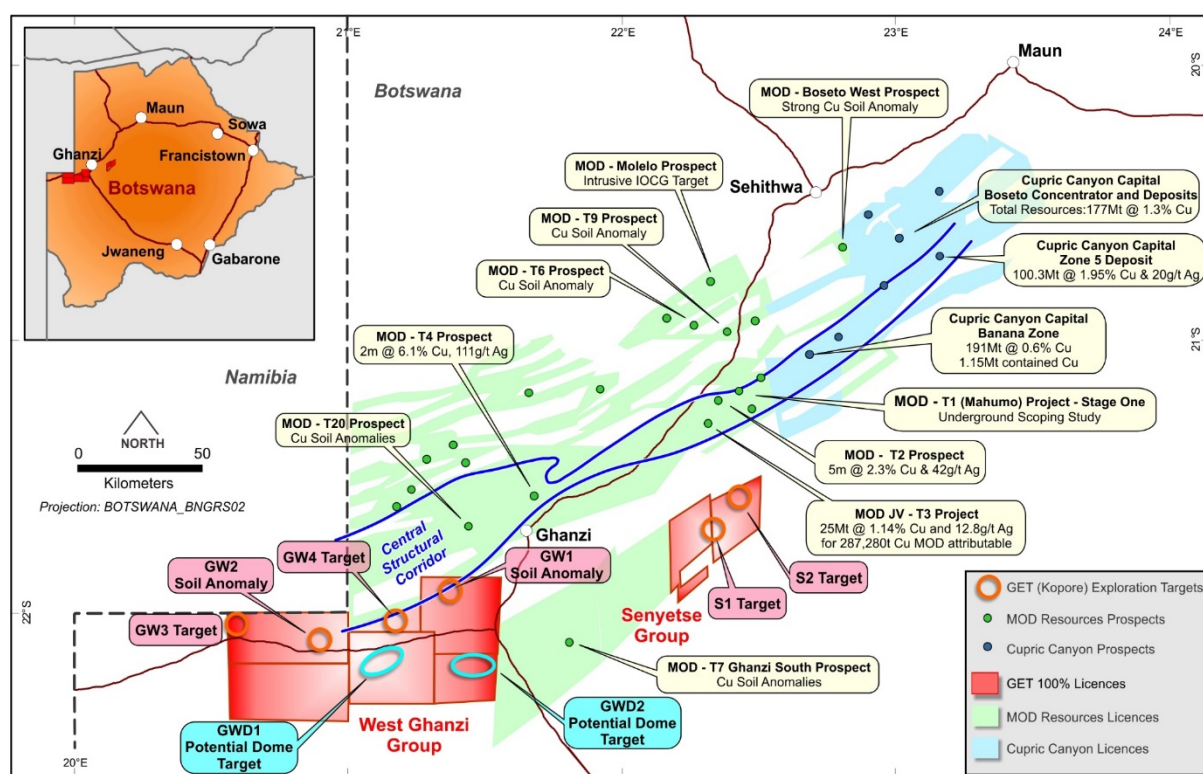 21°E
22°E
23°E
24°E
20°S
21°S
22°S
20°E
Maun
Sowa
Ghanzi
Francistown
Botswana
Jwaneng
Gabarone
Botswana
Namibia
NORTH
0 50
Kilometers
Projection: BOTSWANA_BNGRS02
Maun
Sehithwa
Ghanzi
MOD - Boseto West Prospect
Strong Cu Soil Anomaly
MOD - Molelo Prospect
Intrusive IOCG Target
MOD - T9 Prospect
Cu Soil Anomaly
MOD - T6 Prospect
Cu Soil Anomaly
MOD - T4 Prospect
2m @ 6.1% Cu, 111g/t Ag
MOD - T20 Prospect
Cu Soil Anomalies
Cupric Canyon Capital
Boseto Concentrator and Deposits
Total Resources:177Mt @ 1.3% Cu
Cupric Canyon Capital
Zone 5 Deposit
100.3Mt @ 1.95% Cu & 20g/t Ag
Cupric Canyon Capital
Banana Zone
191Mt @ 0.6% Cu
1.15Mt contained Cu
MOD - T1 (Mahumo) Project - Stage One
Underground Scoping Study
MOD - T2 Prospect
5m @ 2.3% Cu & 42g/t Ag
MOD JV - T3 Project
25Mt @ 1.14% Cu and 12.8g/t Ag
for 287,280t Cu MOD attributable
Central
Structural
Corridor
GW4 Target
GW1
Soil Anomaly
GW2
Soil Anomaly
GW3 Target
S2 Target
S1 Target
Senyetse
Group
MOD - T7 Ghanzi South Prospect
Cu Soil Anomalies
West Ghanzi
Group
GWD1
Potential Dome
Target
GWD2
Potential Dome
Target
GET (Kopore) Exploration Targets
MOD Resources Prospects
Cupric Canyon Prospects
GET 100% Licences
MOD Resources Licences
Cupric Canyon Licences